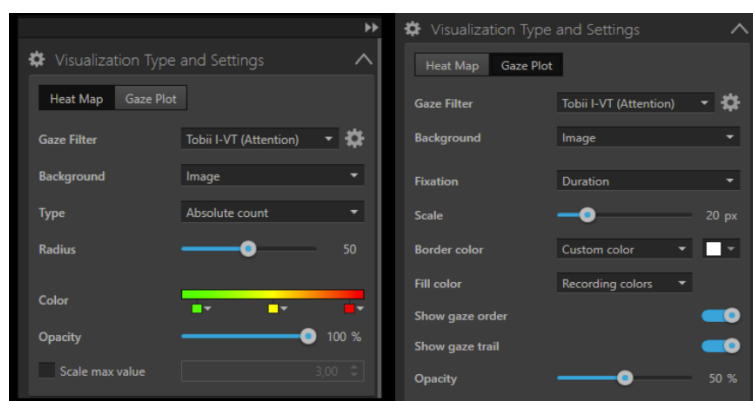 Visualization Type and Settings
Heat Map Gaze Plot
Gaze Filter Tobii I-VT (Attention)
Background Image
Type Absolute count
Radius 50
Color
Opacity 100 %
Scale max value 3,00
Visualization Type and Settings
Heat Map Gaze Plot
Gaze Filter Tobii I-VT (Attention)
Background Image
Fixation Duration
Scale 20 px
Border color Custom color
Fill color Recording colors
Show gaze order
Show gaze trail
Opacity 50 %